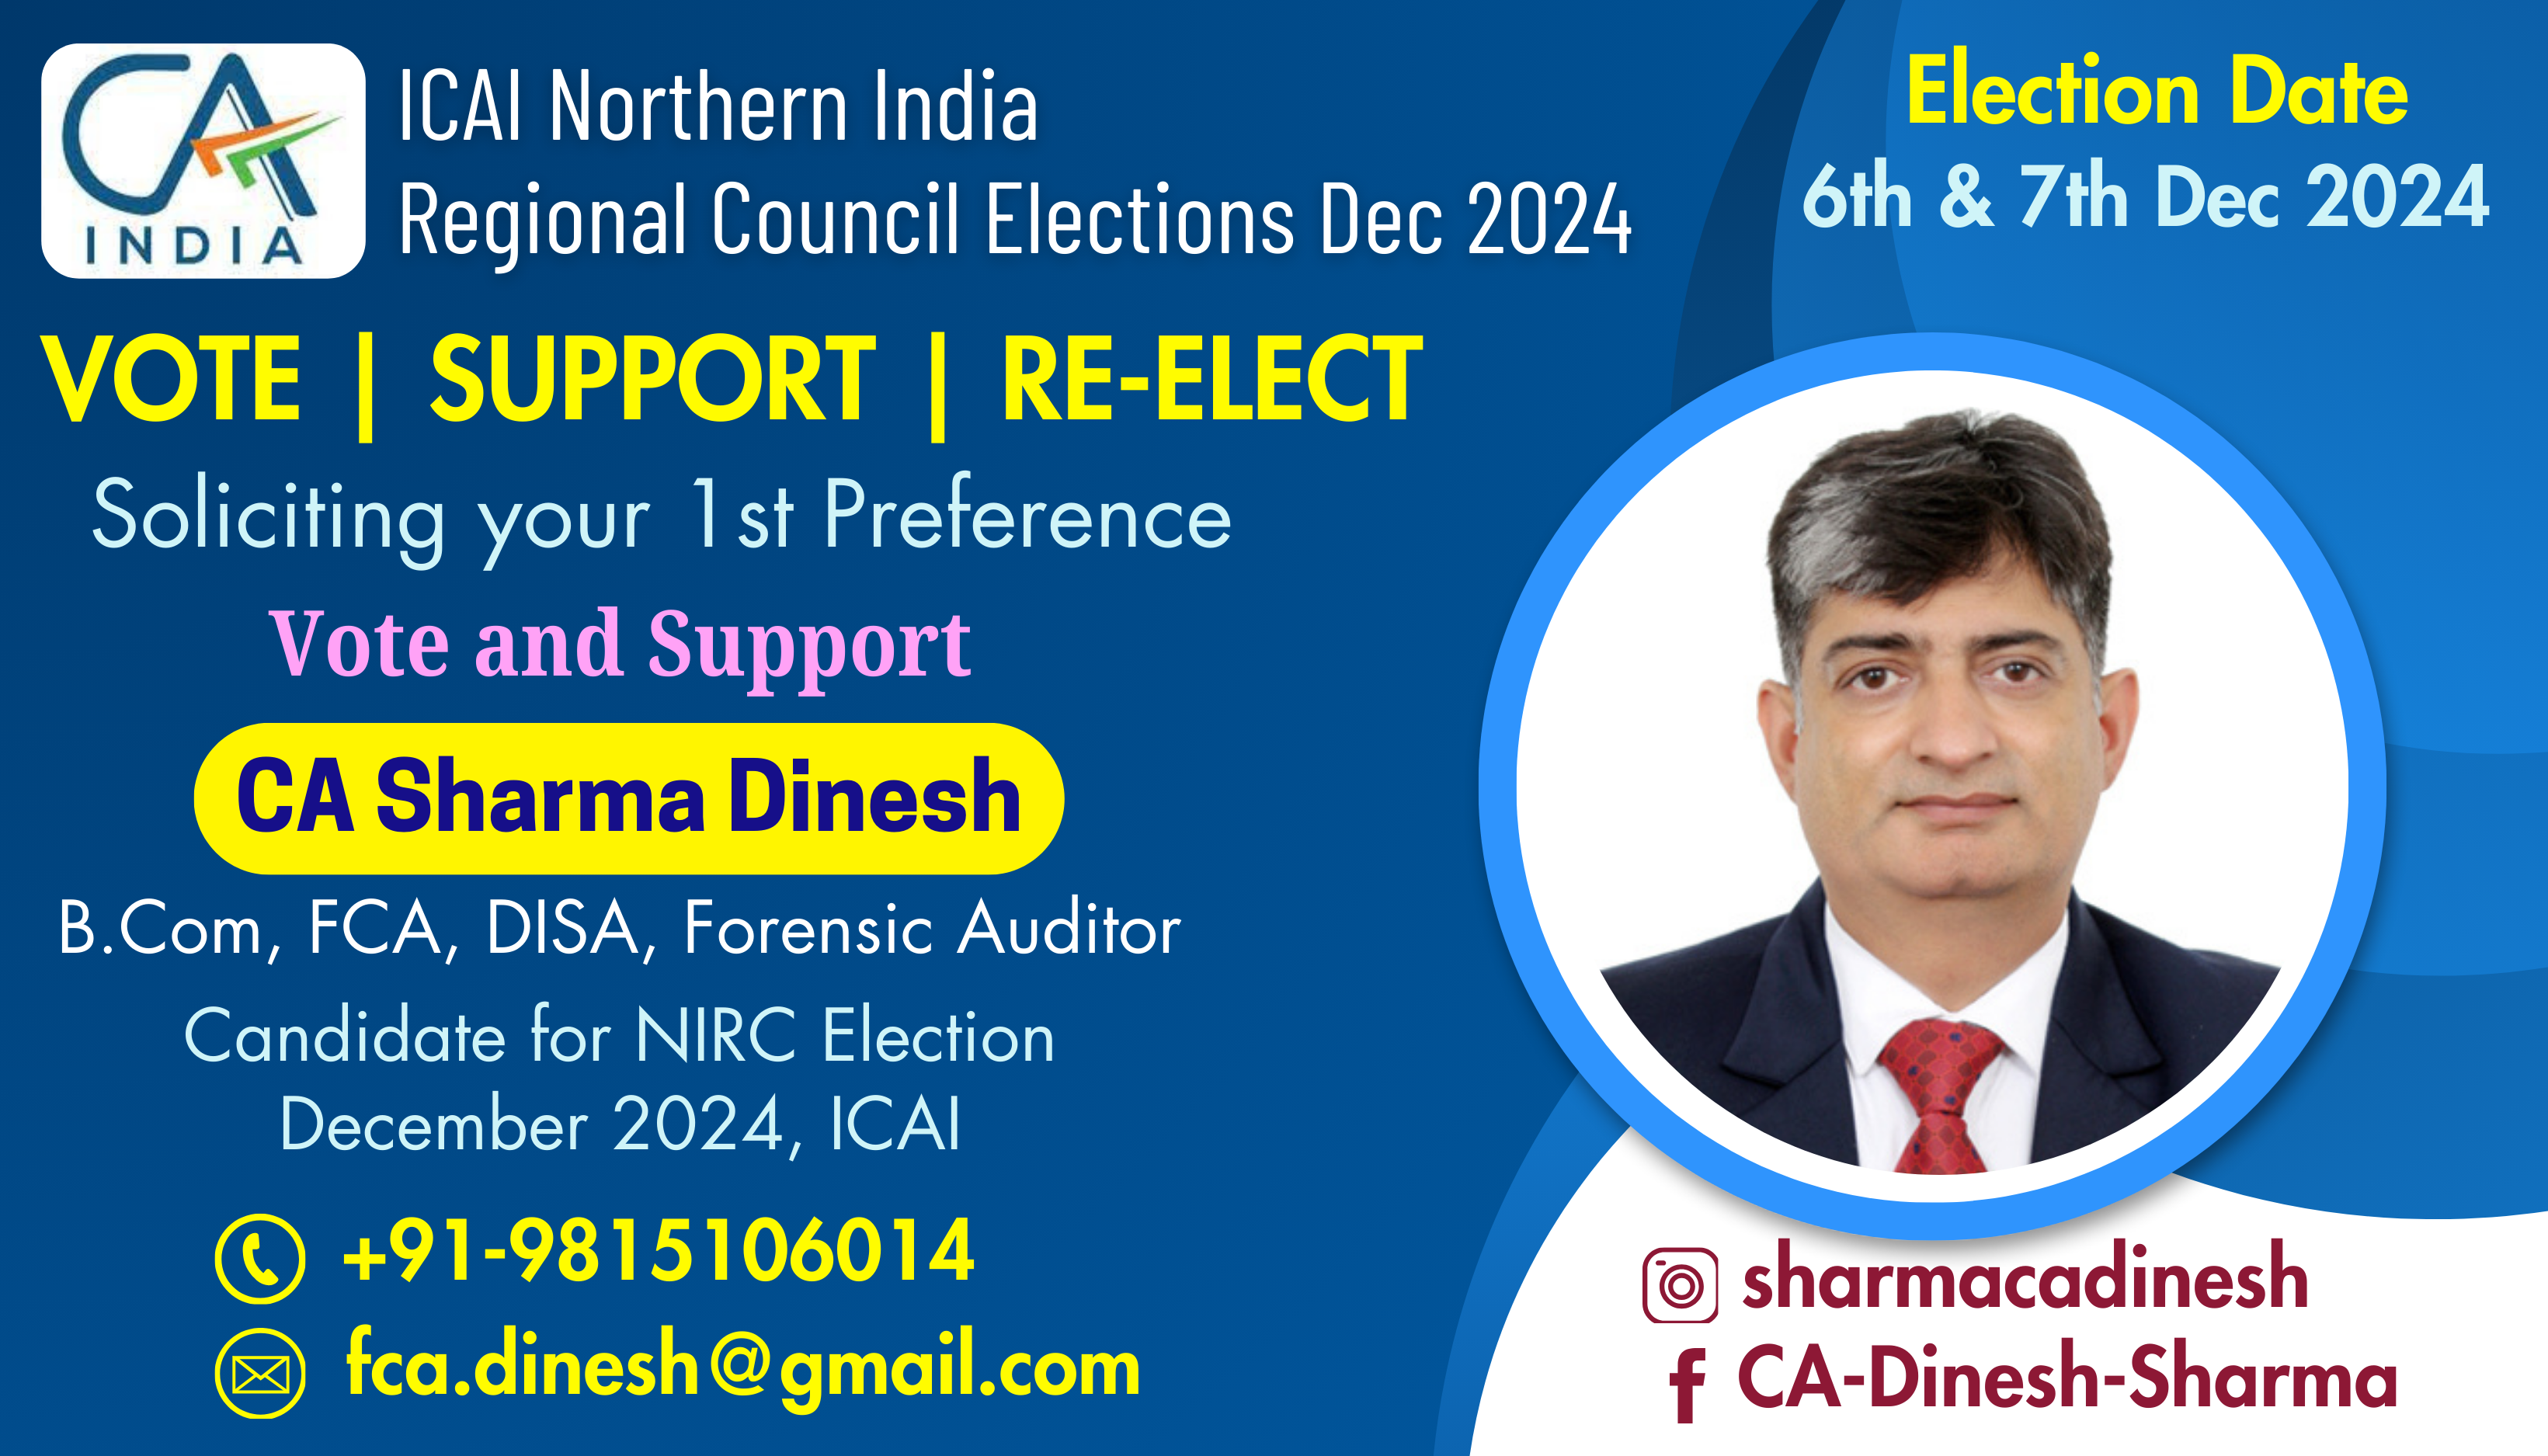 CA
INDIA
ICAI Northern India
Regional Council Elections Dec 2024
Election Date
6th & 7th Dec 2024
VOTE | SUPPORT | RE-ELECT
Soliciting your 1st Preference
Vote and Support
CA Sharma Dinesh
B.Com, FCA, DISA, Forensic Auditor
Candidate for NIRC Election
December 2024, ICAI
+91-9815106014
fca.dinesh@gmail.com
sharmacadinesh
CA-Dinesh-Sharma